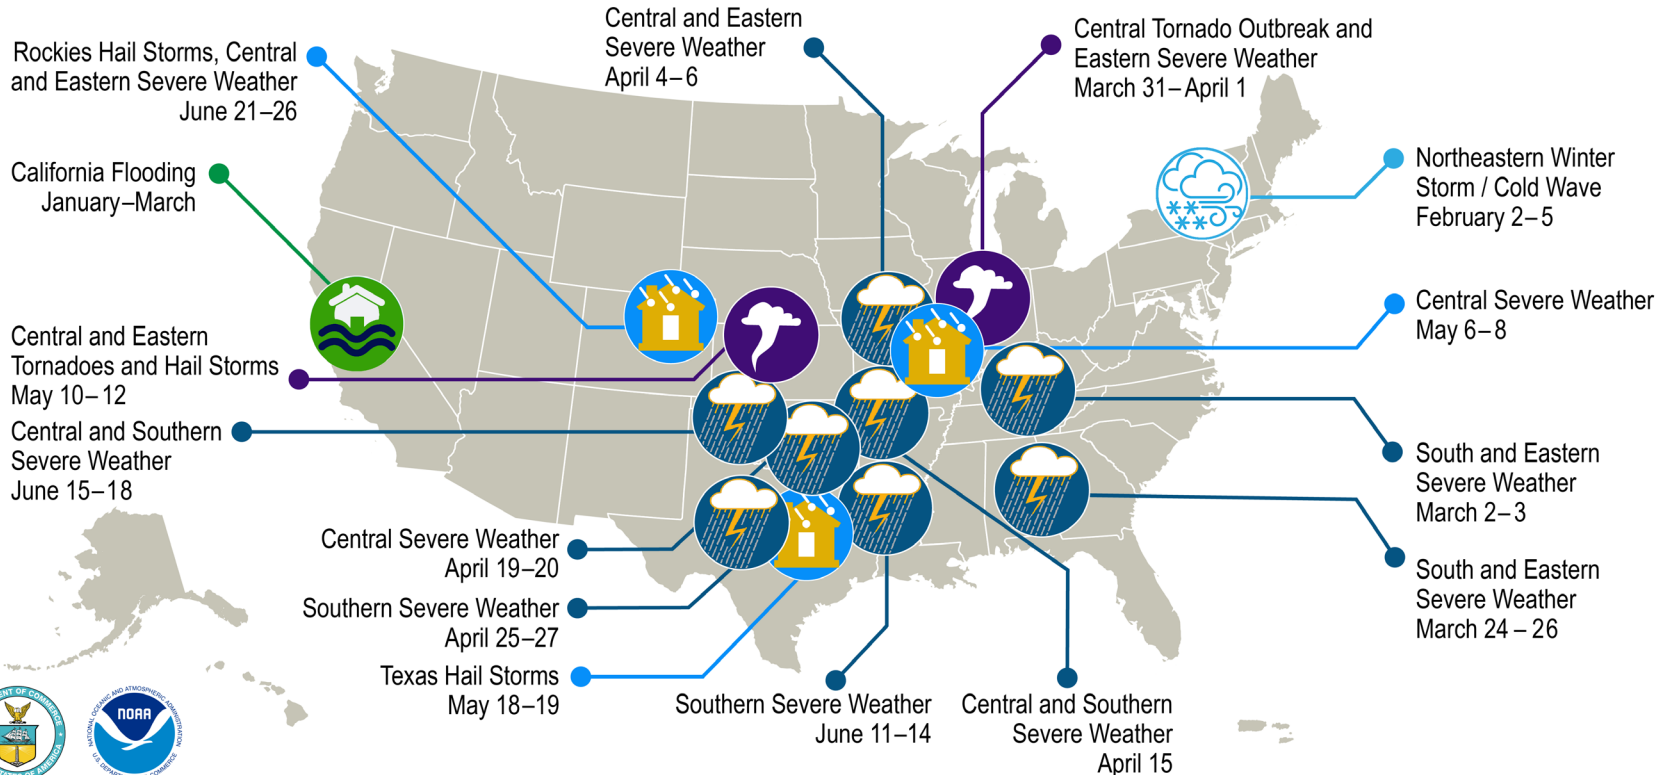 Central and Eastern
Severe Weather
April 4–6
Central Tornado Outbreak and
Eastern Severe Weather
March 31–April 1
Rockies Hail Storms, Central
and Eastern Severe Weather
June 21–26
California Flooding
January–March
Northeastern Winter
Storm / Cold Wave
February 2–5
Central Severe Weather
May 6–8
Central and Eastern
Tornadoes and Hail Storms
May 10–12
Central and Southern
Severe Weather
June 15–18
South and Eastern
Severe Weather
March 2–3
South and Eastern
Severe Weather
March 24 – 26
Central Severe Weather
April 19–20
Southern Severe Weather
April 25–27
Texas Hail Storms
May 18–19
Southern Severe Weather
June 11–14
Central and Southern
Severe Weather
April 15
NATIONAL OCEANIC AND ATMOSPHERIC ADMINISTRATION
NOAA